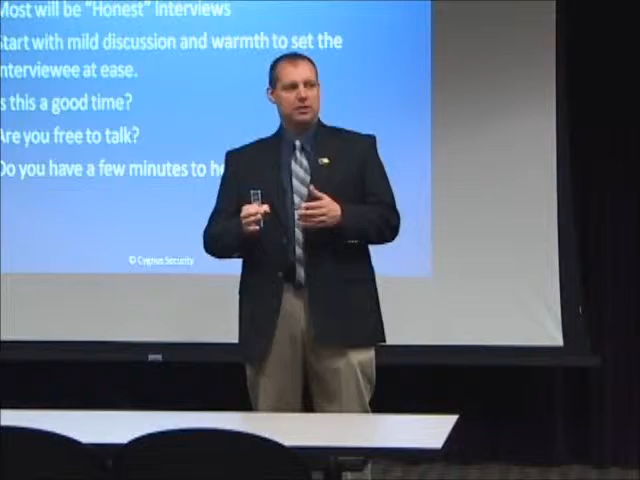 Most will be "Honest" Interviews
Start with mild discussion and warmth to set the
nterviewee at ease.
s this a good time?
Are you free to talk?
Do you have a few minutes to he
© Cygnus Security